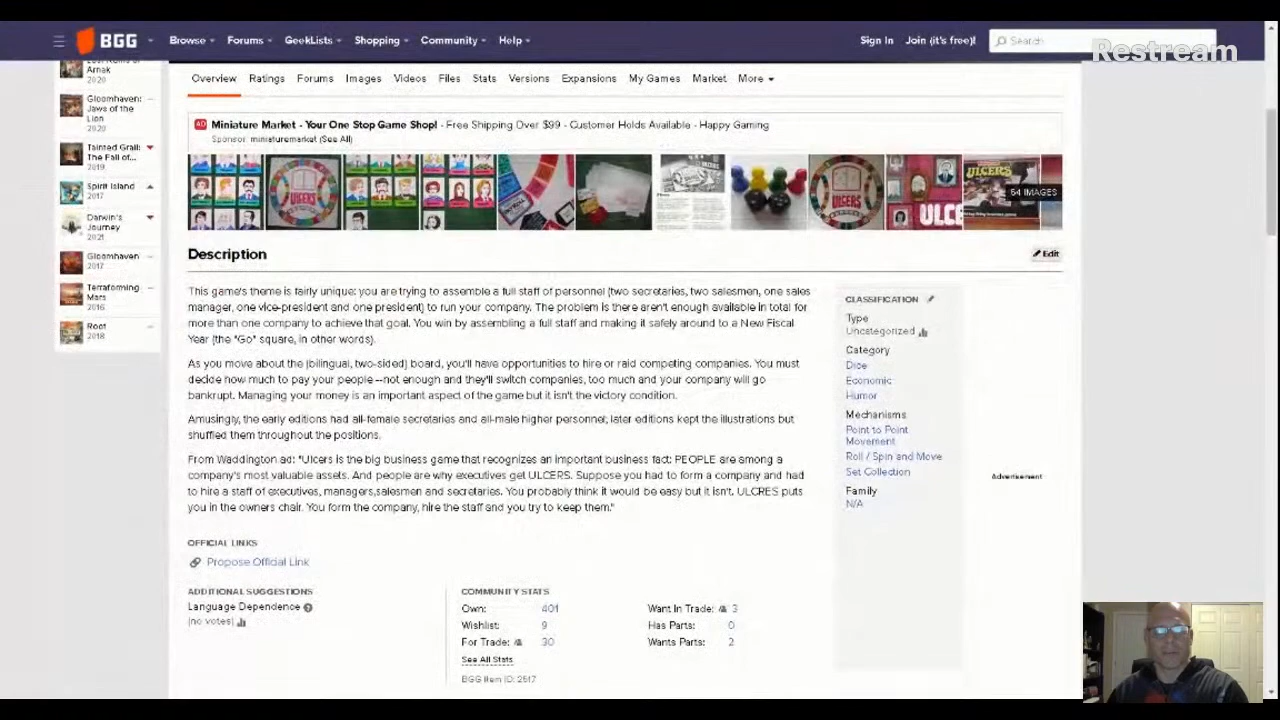 BGG
Browse
Forums
GeekLists
Shopping
Community
Help
Sign In
Join (it's free!)
Search
Restream
Arnak
2020
Gloomhaven:
Jaws of the
Lion
2020
Tainted Grail:
The Fall of...
2019
Spirit Island
2017
Darwin's
Journey
2021
Gloomhaven
2017
Terraforming
Mars
2016
Root
2018
Overview Ratings Forums Images Videos Files Stats Versions Expansions My Games Market More
AD Miniature Market - Your One Stop Game Shop! - Free Shipping Over $99 - Customer Holds Available - Happy Gaming
Sponsor: miniaturemarket (See All)
ULCERS
ULCERS
ULCE
ULCERS
54 IMAGES
Description
Edit
This game's theme is fairly unique: you are trying to assemble a full staff of personnel (two secretaries, two salesmen, one sales
manager, one vice-president and one president) to run your company. The problem is there aren't enough available in total for
more than one company to achieve that goal. You win by assembling a full staff and making it safely around to a New Fiscal
Year (the "Go" square, in other words).
As you move about the (bilingual, two-sided) board, you'll have opportunities to hire or raid competing companies. You must
decide how much to pay your people --not enough and they'll switch companies, too much and your company will go
bankrupt. Managing your money is an important aspect of the game but it isn't the victory condition.
Amusingly, the early editions had all-female secretaries and all-male higher personnel; later editions kept the illustrations but
shuffled them throughout the positions.
From Waddington ad: "Ulcers is the big business game that recognizes an important business fact: PEOPLE are among a
company's most valuable assets. And people are why executives get ULCERS. Suppose you had to form a company and had
to hire a staff of executives, managers,salesmen and secretaries. You probably think it would be easy but it isn't. ULCRES puts
you in the owners chair. You form the company, hire the staff and you try to keep them."
OFFICIAL LINKS
Propose Official Link
ADDITIONAL SUGGESTIONS
Language Dependence
(no votes)
COMMUNITY STATS
Own: 401
Wishlist: 9
For Trade: 30
See All Stats
BGG Item ID: 2517
Want In Trade: 3
Has Parts: 0
Wants Parts: 2
CLASSIFICATION
Type
Uncategorized
Category
Dice
Economic
Humor
Mechanisms
Point to Point
Movement
Roll / Spin and Move
Set Collection
Family
N/A
Advertisement